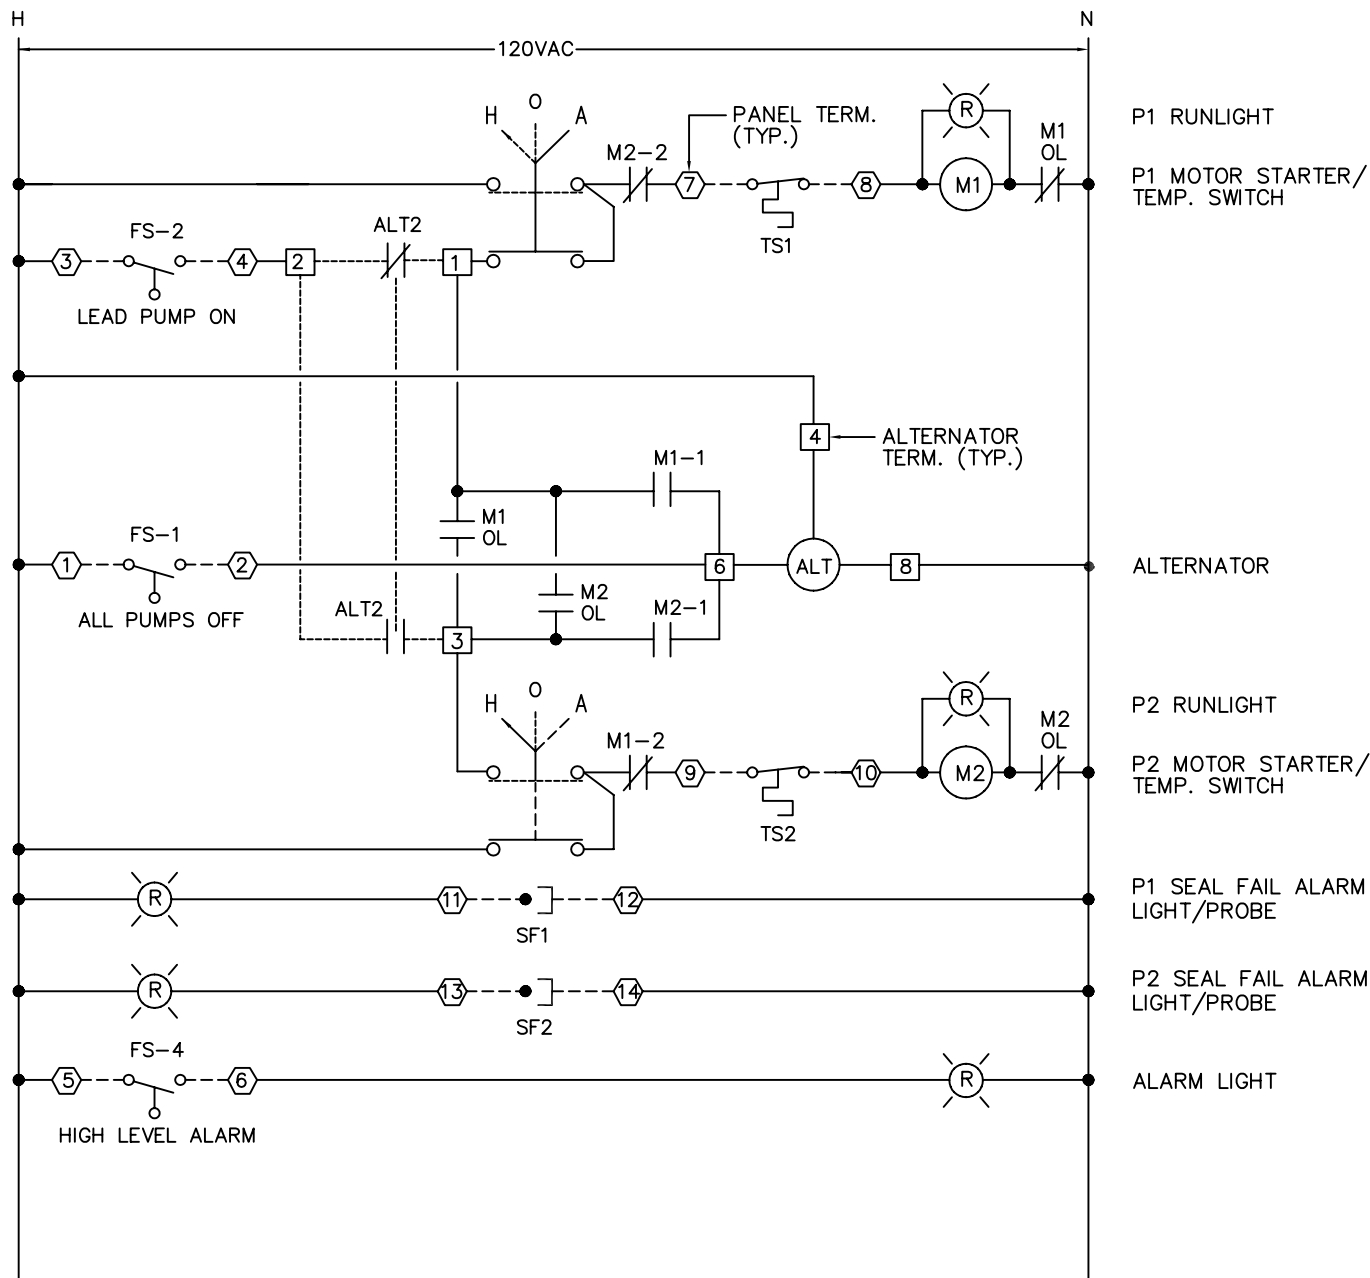 H
N
120VAC
H O A
M2-2
PANEL TERM.
(TYP.)
R
M1
OL
P1 RUNLIGHT
7
8
M1
TS1
P1 MOTOR STARTER/
TEMP. SWITCH
FS-2
ALT2
3
4
2
1
LEAD PUMP ON
4
ALTERNATOR
TERM. (TYP.)
M1-1
M1
OL
FS-1
1
2
6
ALT
8
ALTERNATOR
ALL PUMPS OFF
ALT2
M2
OL
M2-1
3
H O A
M1-2
R
M2
OL
P2 RUNLIGHT
9
10
M2
TS2
P2 MOTOR STARTER/
TEMP. SWITCH
R
11
12
SF1
P1 SEAL FAIL ALARM
LIGHT/PROBE
R
13
14
SF2
P2 SEAL FAIL ALARM
LIGHT/PROBE
FS-4
5
6
R
ALARM LIGHT
HIGH LEVEL ALARM